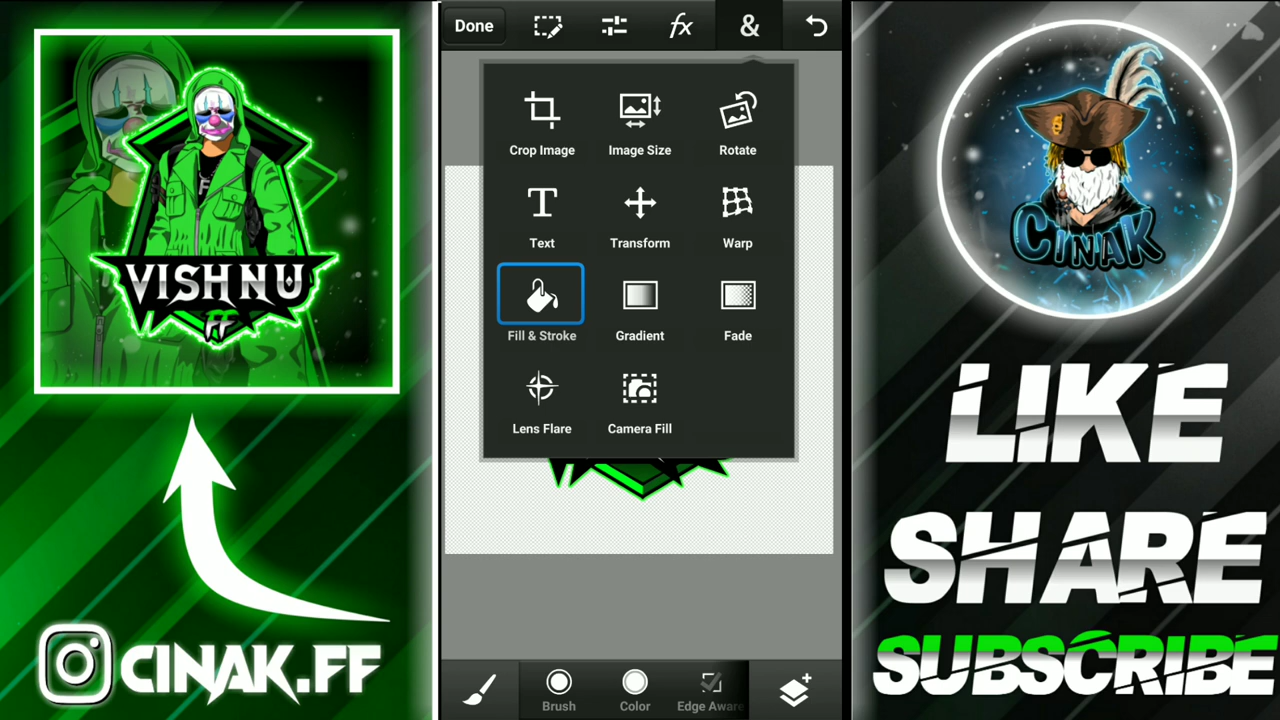 VISHNU
FF
CINAK.FF
Done
fx
&
Crop Image
Image Size
Rotate
T
Text
Transform
Warp
Fill & Stroke
Gradient
Fade
Lens Flare
Camera Fill
Brush
Color
Edge Aware
CINAK
LIKE
SHARE
SUBSCRIBE